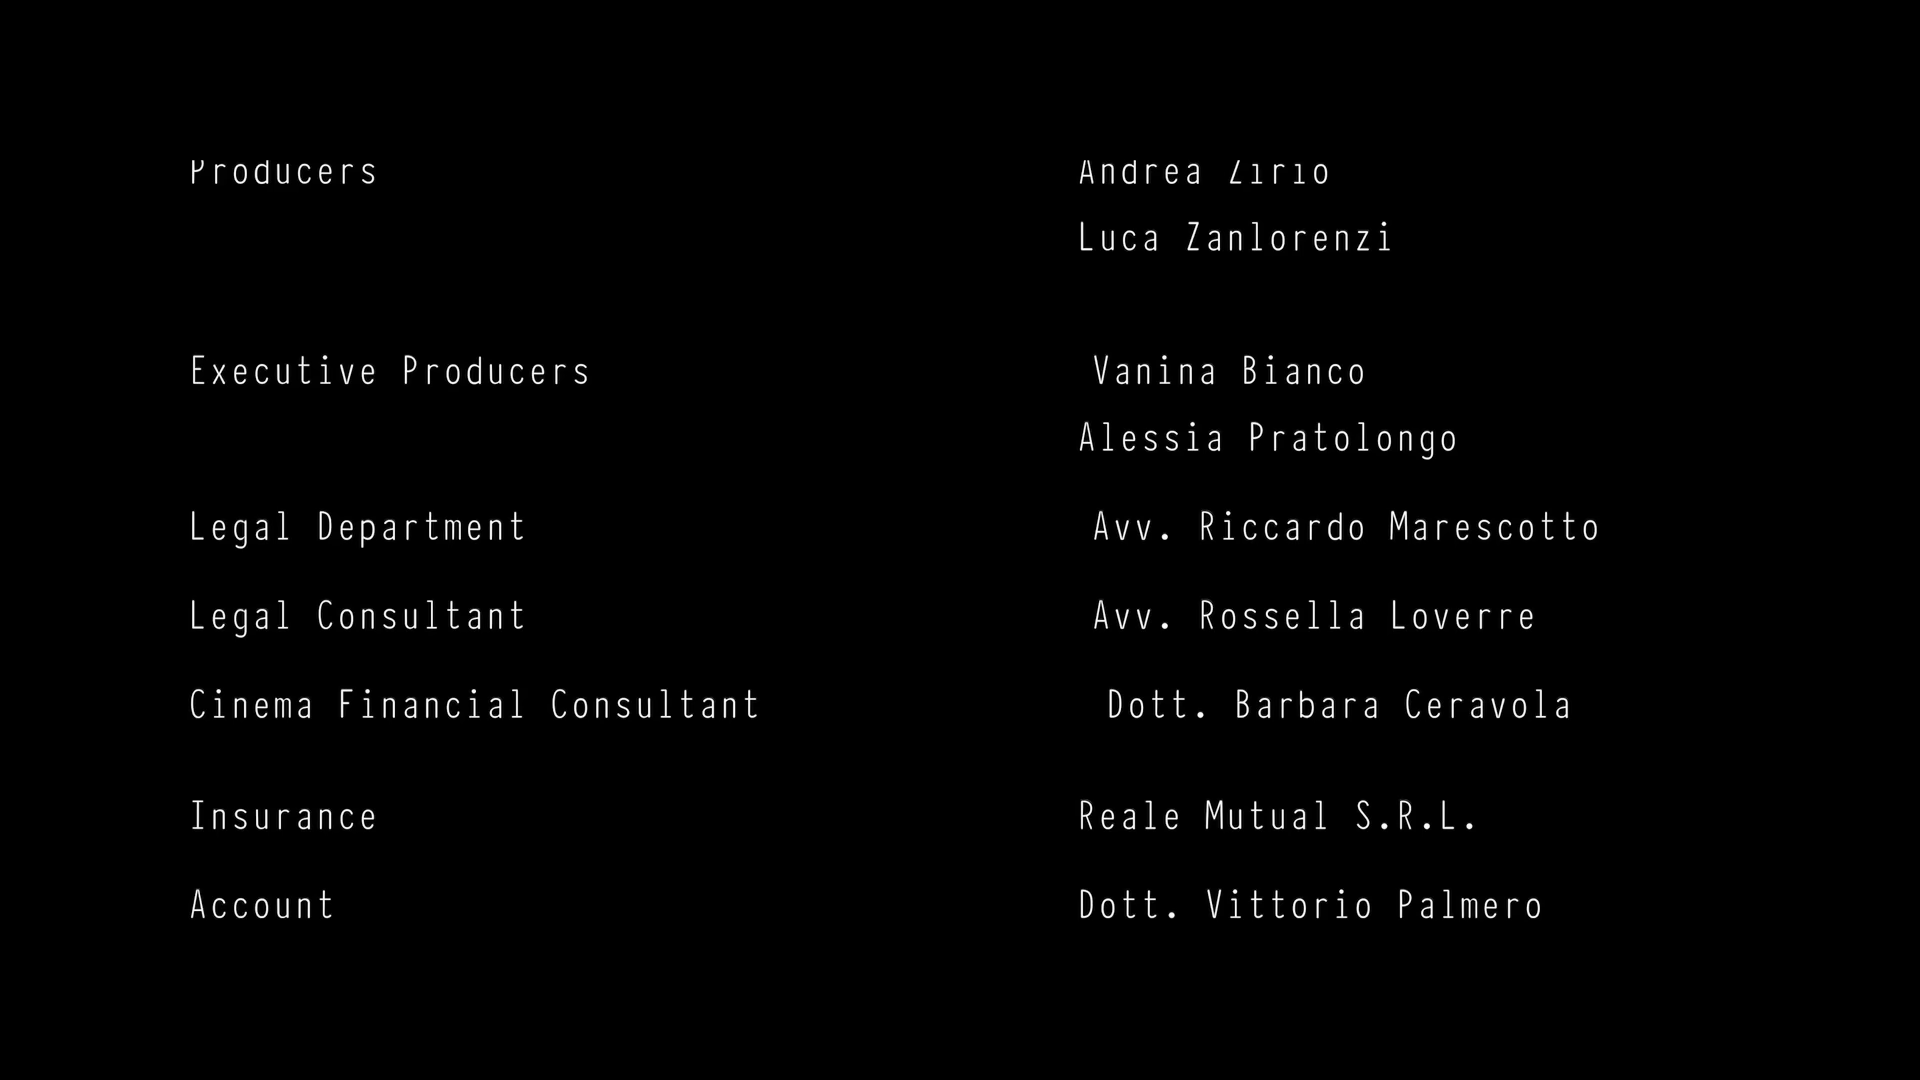 Producers Andrea Zirio
Luca Zanlorenzi
Executive Producers Vanina Bianco
Alessia Pratolongo
Legal Department Avv. Riccardo Marescotto
Legal Consultant Avv. Rossella Loverre
Cinema Financial Consultant Dott. Barbara Ceravola
Insurance Reale Mutual S.R.L.
Account Dott. Vittorio Palmero